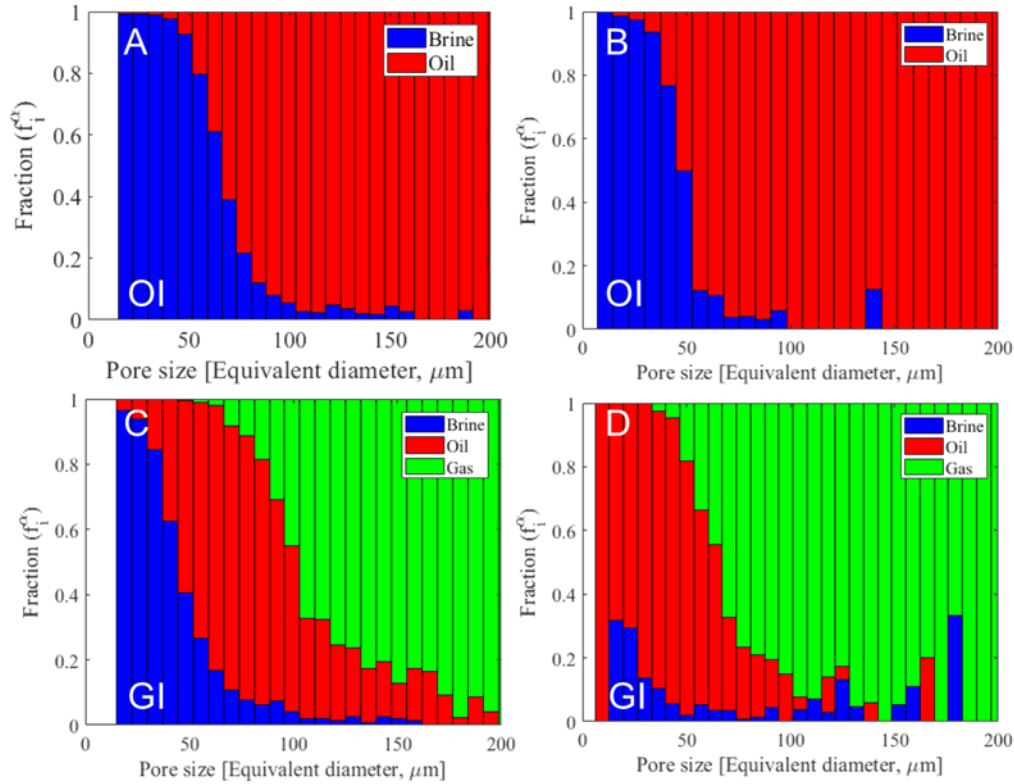 A
Brine
Oil
OI
Fraction (f_i^α)
1
0.8
0.6
0.4
0.2
0
0 50 100 150 200
Pore size [Equivalent diameter, μm]
B
Brine
Oil
OI
Fraction (f_i^α)
1
0.8
0.6
0.4
0.2
0
0 50 100 150 200
Pore size [Equivalent diameter, μm]
C
Brine
Oil
Gas
GI
Fraction (f_i^α)
1
0.8
0.6
0.4
0.2
0
0 50 100 150 200
Pore size [Equivalent diameter, μm]
D
Brine
Oil
Gas
GI
Fraction (f_i^α)
1
0.8
0.6
0.4
0.2
0
0 50 100 150 200
Pore size [Equivalent diameter, μm]